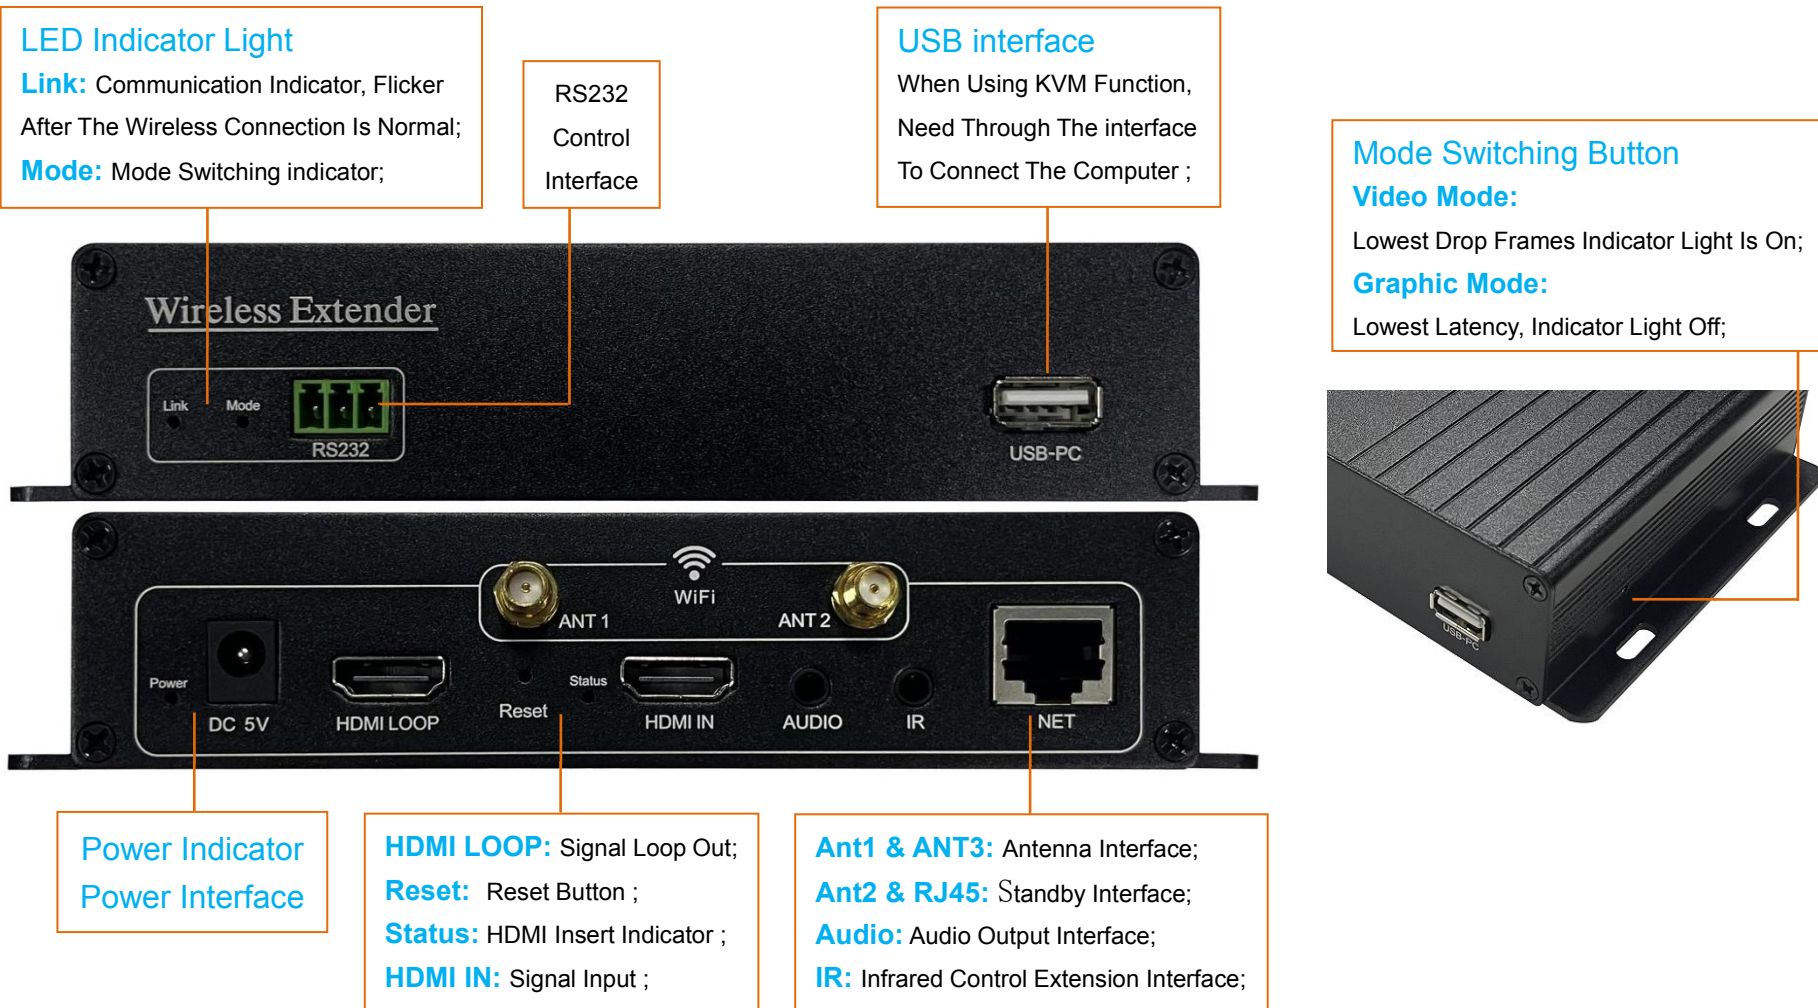 LED Indicator Light
Link: Communication Indicator, Flicker
After The Wireless Connection Is Normal;
Mode: Mode Switching indicator;
RS232
Control
Interface
USB interface
When Using KVM Function,
Need Through The interface
To Connect The Computer ;
Mode Switching Button
Video Mode:
Lowest Drop Frames Indicator Light Is On;
Graphic Mode:
Lowest Latency, Indicator Light Off;
Wireless Extender
Link
Mode
RS232
USB-PC
USB-PC
WiFi
ANT 1
ANT 2
Power
DC 5V
HDMI LOOP
Reset
Status
HDMI IN
AUDIO
IR
NET
Power Indicator
Power Interface
HDMI LOOP: Signal Loop Out;
Reset: Reset Button ;
Status: HDMI Insert Indicator ;
HDMI IN: Signal Input ;
Ant1 & ANT3: Antenna Interface;
Ant2 & RJ45: Standby Interface;
Audio: Audio Output Interface;
IR: Infrared Control Extension Interface;